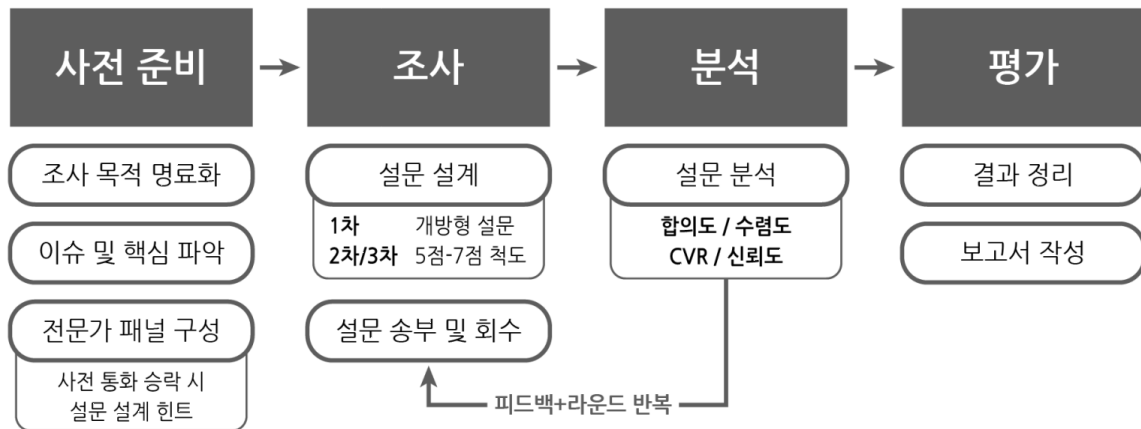 사전 준비
조사 목적 명료화
이슈 및 핵심 파악
전문가 패널 구성
사전 통화 승락 시
설문 설계 힌트
조사
설문 설계
1차 개방형 설문
2차/3차 5점-7점 척도
설문 송부 및 회수
분석
설문 분석
합의도 / 수렴도
CVR / 신뢰도
피드백+라운드 반복
평가
결과 정리
보고서 작성